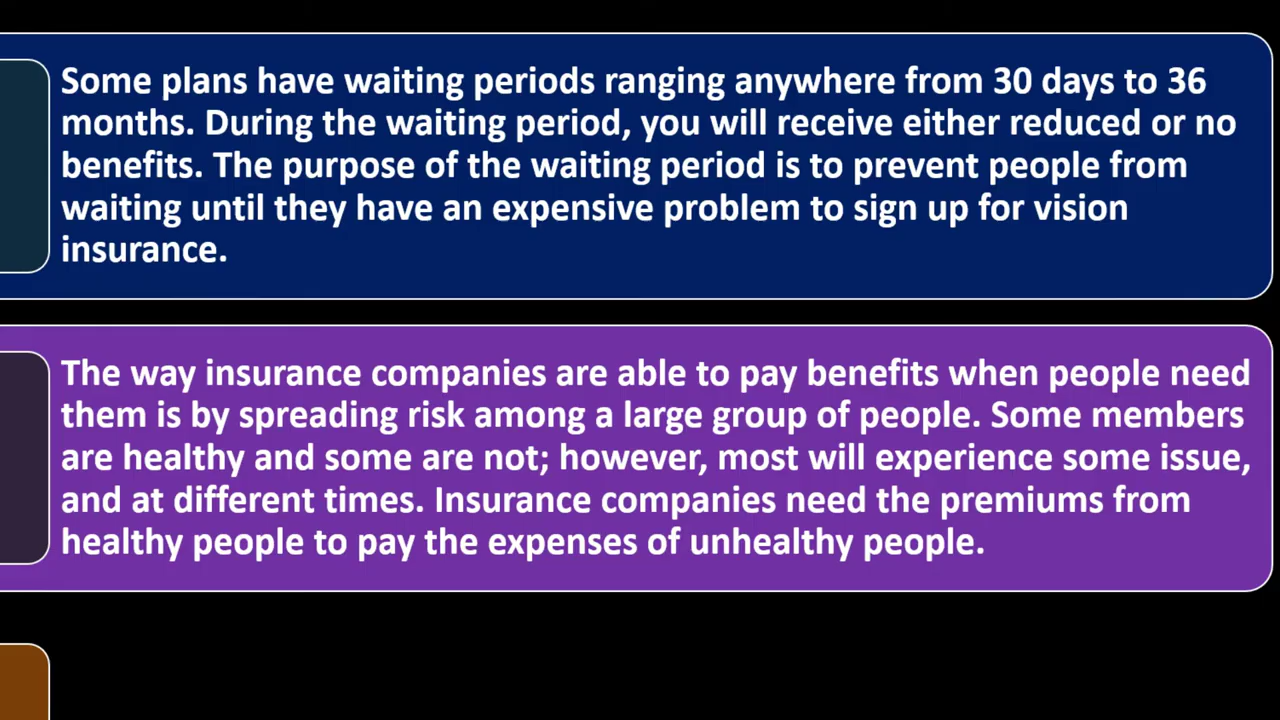 Some plans have waiting periods ranging anywhere from 30 days to 36
months. During the waiting period, you will receive either reduced or no
benefits. The purpose of the waiting period is to prevent people from
waiting until they have an expensive problem to sign up for vision
insurance.
The way insurance companies are able to pay benefits when people need
them is by spreading risk among a large group of people. Some members
are healthy and some are not; however, most will experience some issue,
and at different times. Insurance companies need the premiums from
healthy people to pay the expenses of unhealthy people.